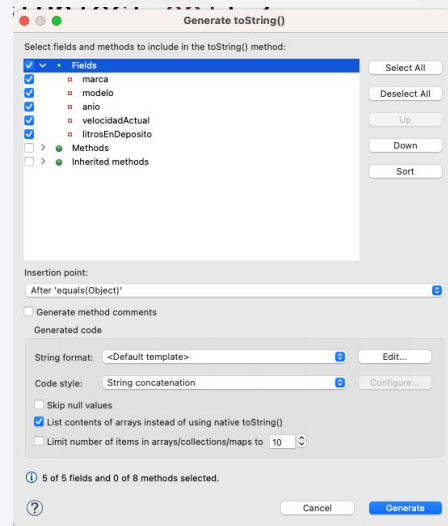 Generate toString()
Select fields and methods to include in the toString() method:
Fields
marca
modelo
anio
velocidadActual
litrosEnDeposito
Methods
Inherited methods
Select All
Deselect All
Up
Down
Sort
Insertion point:
After 'equals(Object)'
Generate method comments
Generated code
String format: <Default template> Edit...
Code style: String concatenation Configure...
Skip null values
List contents of arrays instead of using native toString()
Limit number of items in arrays/collections/maps to 10
5 of 5 fields and 0 of 8 methods selected.
? Cancel Generate